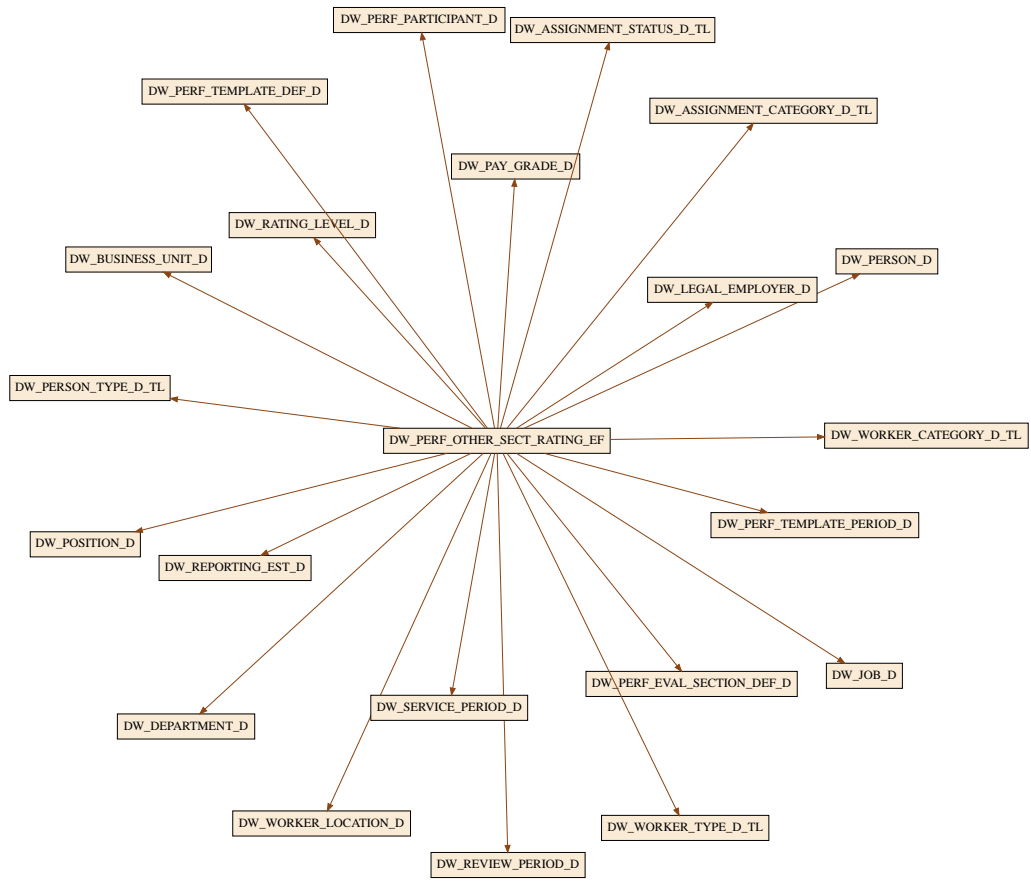 DW_PERF_PARTICIPANT_D
DW_ASSIGNMENT_STATUS_D_TL
DW_PERF_TEMPLATE_DEF_D
DW_ASSIGNMENT_CATEGORY_D_TL
DW_PAY_GRADE_D
DW_RATING_LEVEL_D
DW_BUSINESS_UNIT_D
DW_PERSON_D
DW_LEGAL_EMPLOYER_D
DW_PERSON_TYPE_D_TL
DW_PERF_OTHER_SECT_RATING_EF
DW_WORKER_CATEGORY_D_TL
DW_PERF_TEMPLATE_PERIOD_D
DW_POSITION_D
DW_REPORTING_EST_D
DW_JOB_D
DW_PERF_EVAL_SECTION_DEF_D
DW_SERVICE_PERIOD_D
DW_DEPARTMENT_D
DW_WORKER_LOCATION_D
DW_WORKER_TYPE_D_TL
DW_REVIEW_PERIOD_D